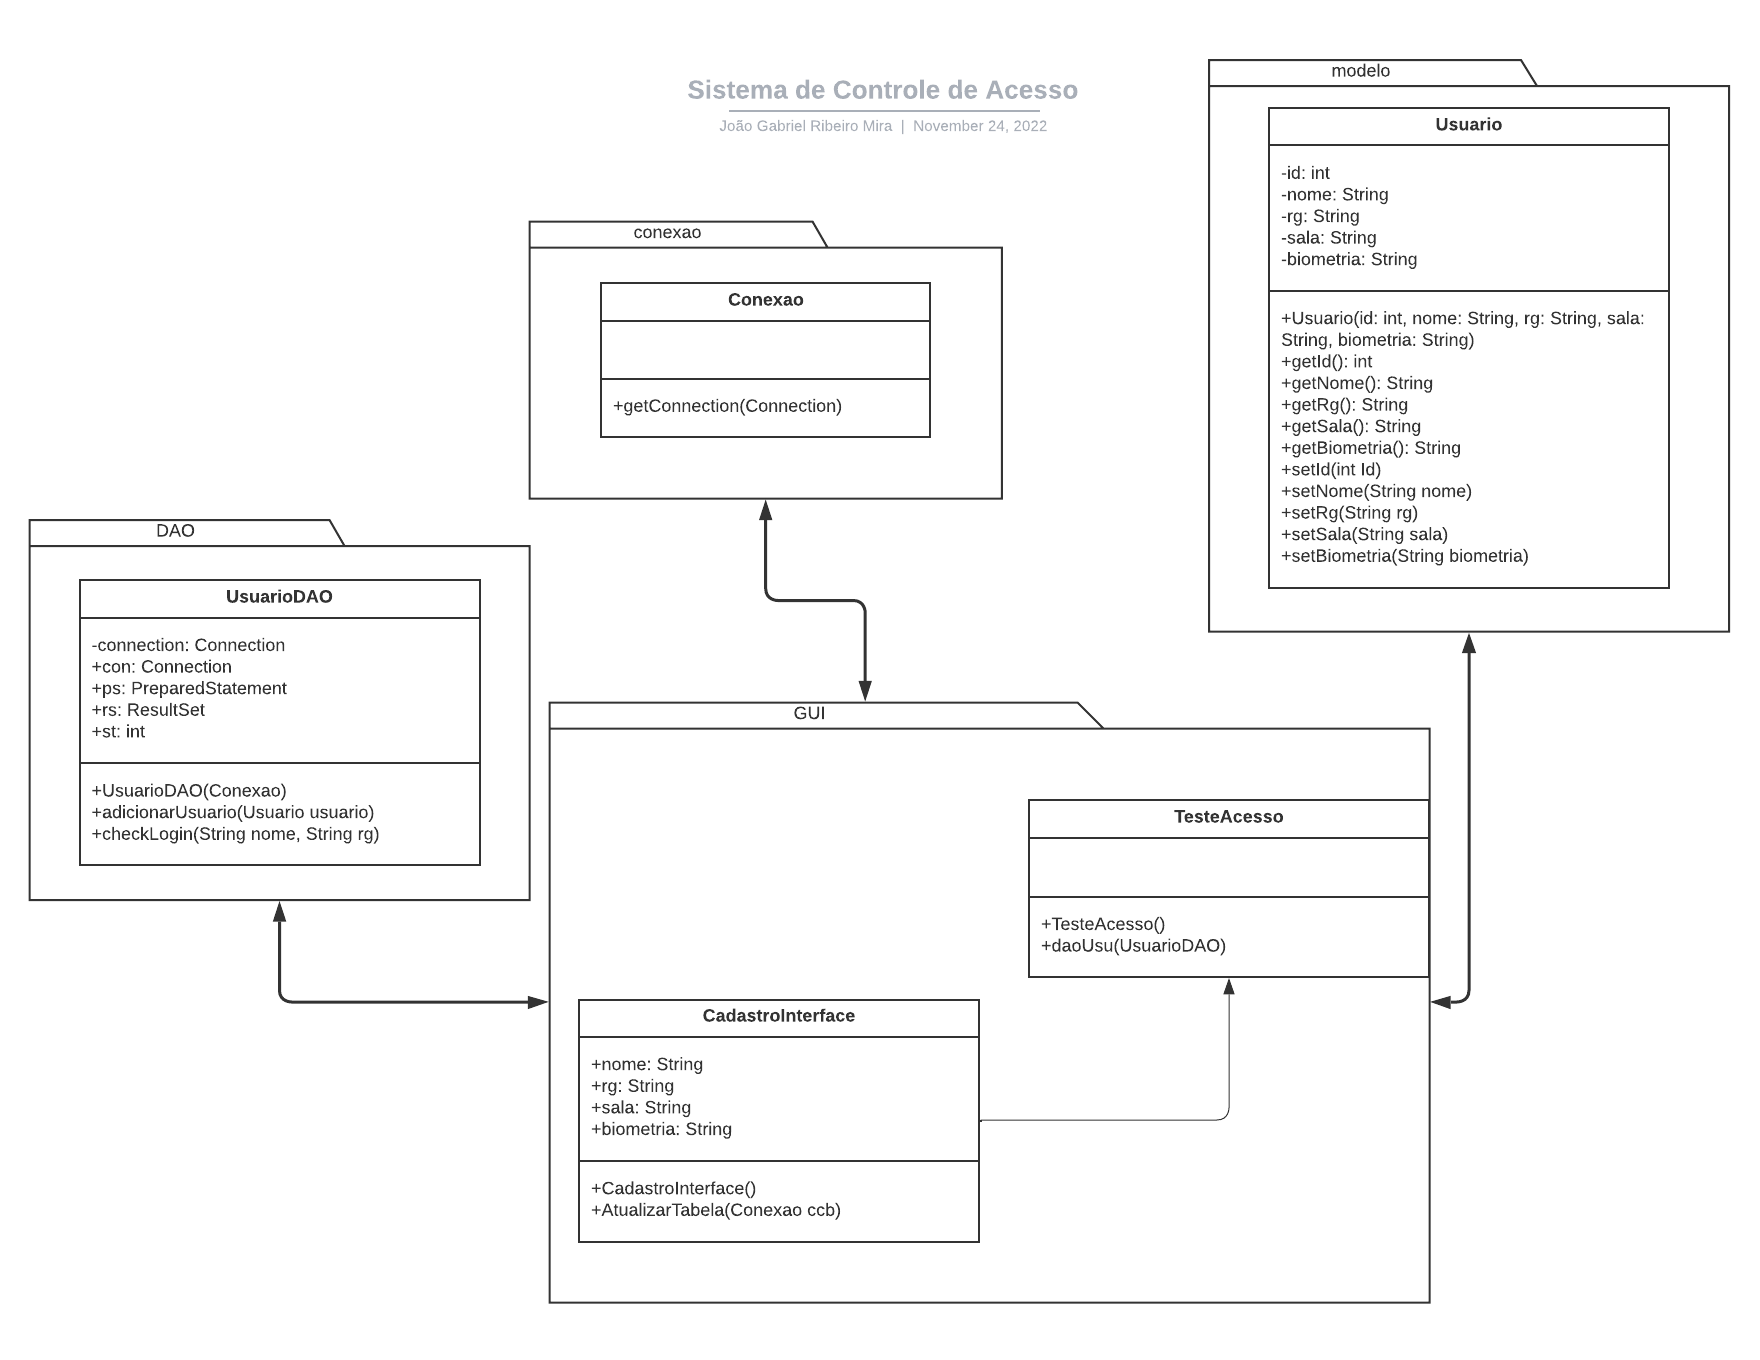 Sistema de Controle de Acesso
João Gabriel Ribeiro Mira | November 24, 2022
modelo
Usuario
-id: int
-nome: String
-rg: String
-sala: String
-biometria: String
+Usuario(id: int, nome: String, rg: String, sala:
String, biometria: String)
+getId(): int
+getNome(): String
+getRg(): String
+getSala(): String
+getBiometria(): String
+setId(int Id)
+setNome(String nome)
+setRg(String rg)
+setSala(String sala)
+setBiometria(String biometria)
conexao
Conexao
+getConnection(Connection)
DAO
UsuarioDAO
-connection: Connection
+con: Connection
+ps: PreparedStatement
+rs: ResultSet
+st: int
+UsuarioDAO(Conexao)
+adicionarUsuario(Usuario usuario)
+checkLogin(String nome, String rg)
GUI
TesteAcesso
+TesteAcesso()
+daoUsu(UsuarioDAO)
CadastroInterface
+nome: String
+rg: String
+sala: String
+biometria: String
+CadastroInterface()
+AtualizarTabela(Conexao ccb)